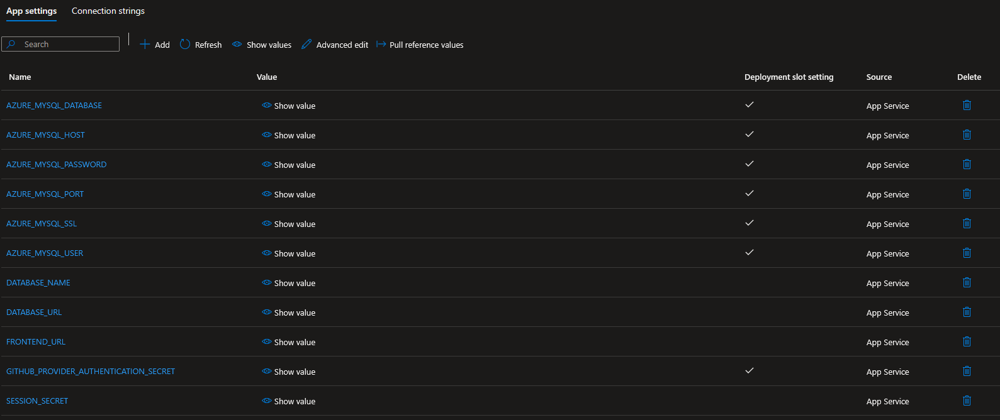 App settings Connection strings
Search Add Refresh Show values Advanced edit Pull reference values
Name Value Deployment slot setting Source Delete
AZURE_MYSQL_DATABASE Show value App Service
AZURE_MYSQL_HOST Show value App Service
AZURE_MYSQL_PASSWORD Show value App Service
AZURE_MYSQL_PORT Show value App Service
AZURE_MYSQL_SSL Show value App Service
AZURE_MYSQL_USER Show value App Service
DATABASE_NAME Show value App Service
DATABASE_URL Show value App Service
FRONTEND_URL Show value App Service
GITHUB_PROVIDER_AUTHENTICATION_SECRET Show value App Service
SESSION_SECRET Show value App Service